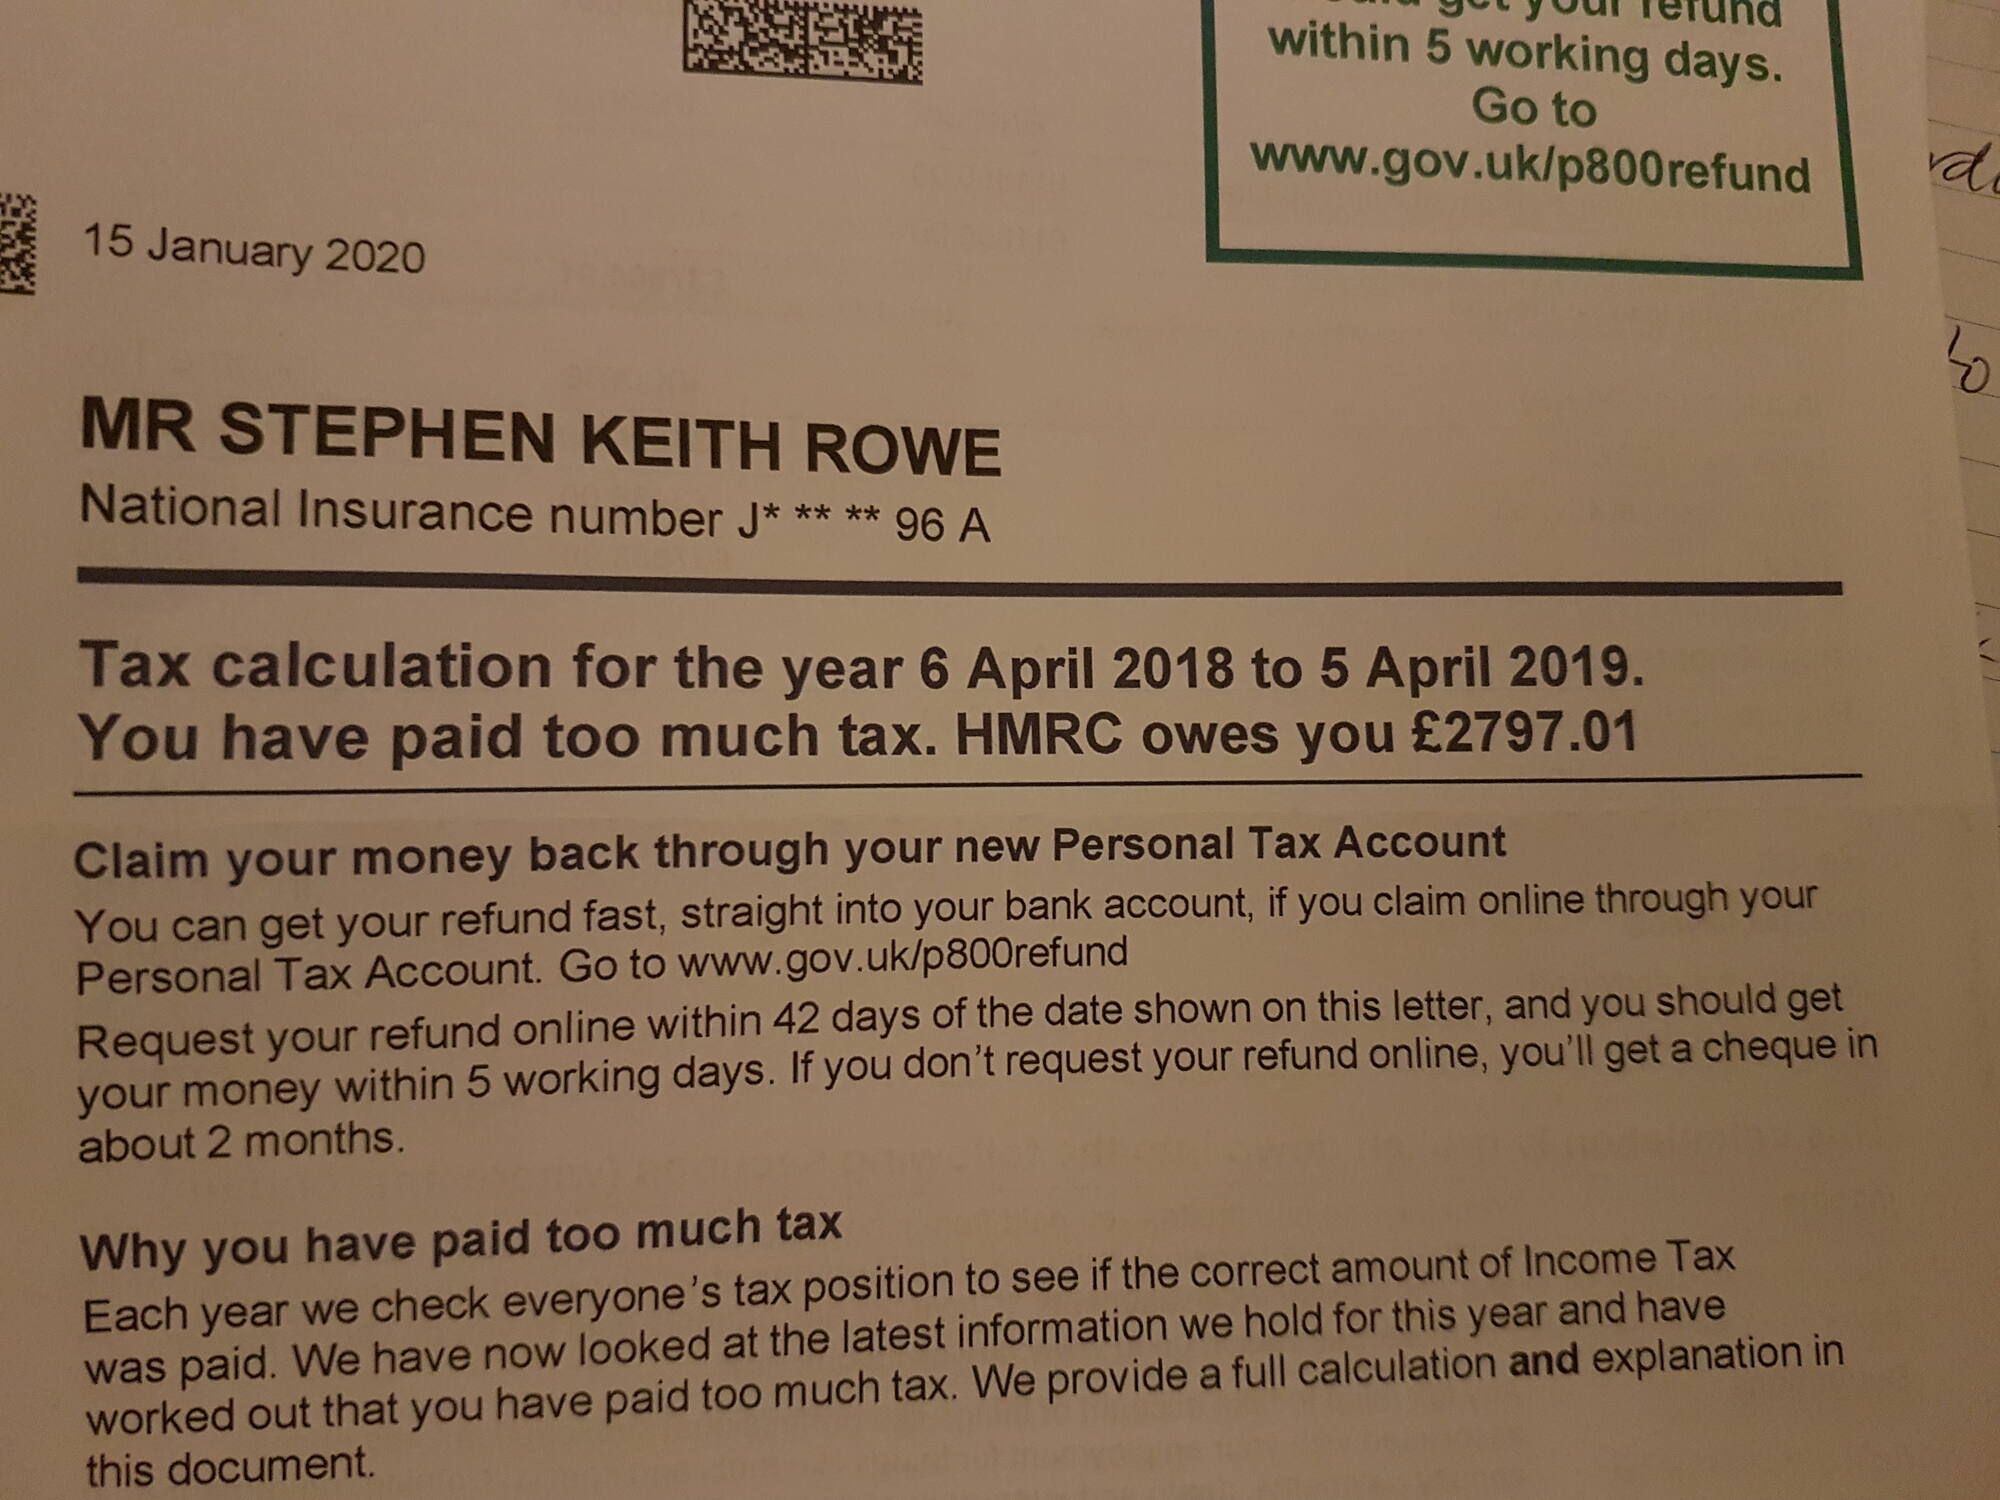 get your refund
within 5 working days.
Go to
www.gov.uk/p800refund
15 January 2020
MR STEPHEN KEITH ROWE
National Insurance number J* ** ** 96 A
Tax calculation for the year 6 April 2018 to 5 April 2019.
You have paid too much tax. HMRC owes you £2797.01
Claim your money back through your new Personal Tax Account
You can get your refund fast, straight into your bank account, if you claim online through your
Personal Tax Account. Go to www.gov.uk/p800refund
Request your refund online within 42 days of the date shown on this letter, and you should get
your money within 5 working days. If you don't request your refund online, you'll get a cheque in
about 2 months.
Why you have paid too much tax
Each year we check everyone's tax position to see if the correct amount of Income Tax
was paid. We have now looked at the latest information we hold for this year and have
worked out that you have paid too much tax. We provide a full calculation and explanation in
this document.